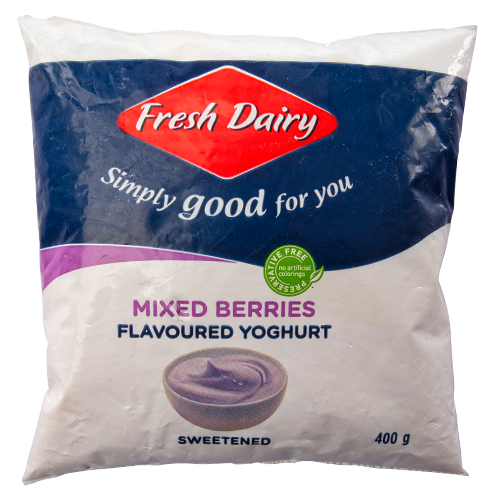 Fresh Dairy
Simply good for you
PRESERVATIVE FREE
no artificial
colorings
MIXED BERRIES
FLAVOURED YOGHURT
SWEETENED
400 g